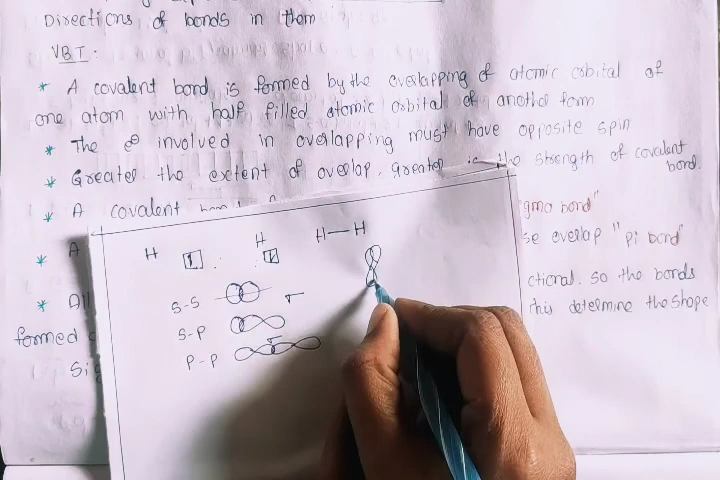 Directions of bonds in them
VBT:
* A covalent bond is formed by the overlapping of atomic orbital of
one atom with half filled atomic orbital of another
* The e⊖ involved in overlapping must have opposite spin
* Greater the extent of overlap, Greater is the strength of covalent
bond.
* A covalent
gma bond"
* A
se overlap "pi bond"
* All
ctional. So the bonds
formed
This determine the shape
Sig
H H H—H
S-S σ
S-P
P-P σ